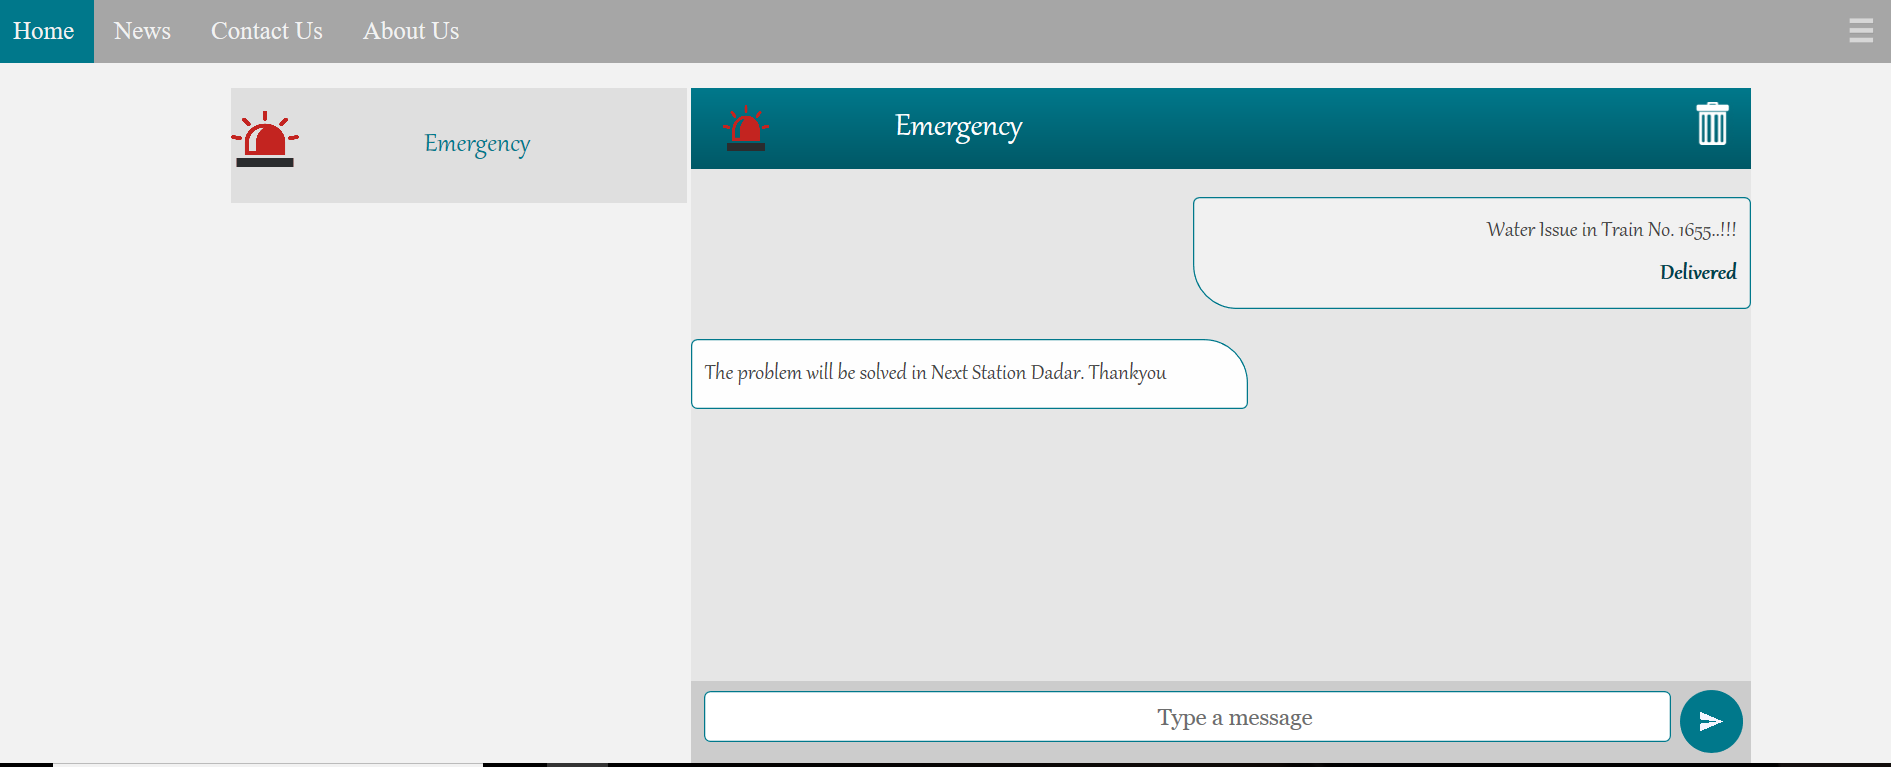 Home News Contact Us About Us
Emergency
Emergency
Water Issue in Train No. 1655..!!!
Delivered
The problem will be solved in Next Station Dadar. Thankyou
Type a message